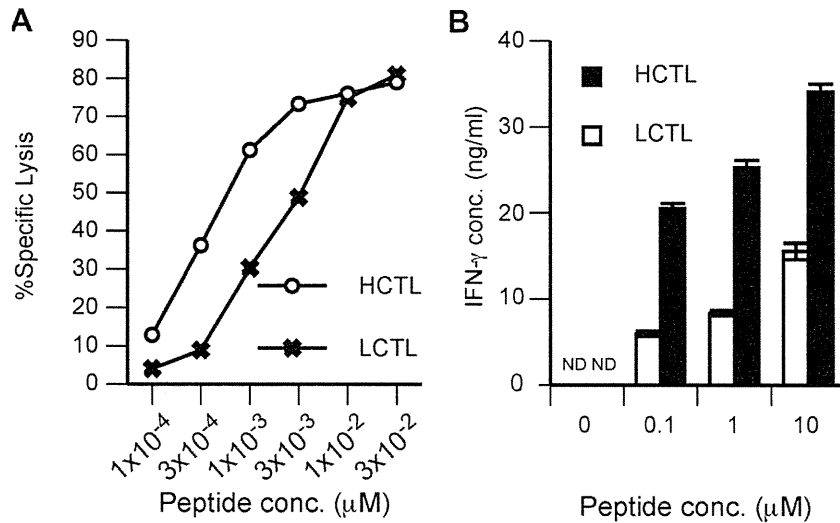 A
%Specific Lysis
90
80
70
60
50
40
30
20
10
0
HCTL
LCTL
1x10-4
3x10-4
1x10-3
3x10-3
1x10-2
3x10-2
Peptide conc. (μM)
B
IFN-γ conc. (ng/ml)
40
30
20
10
0
HCTL
LCTL
ND ND
0
0.1
1
10
Peptide conc. (μM)